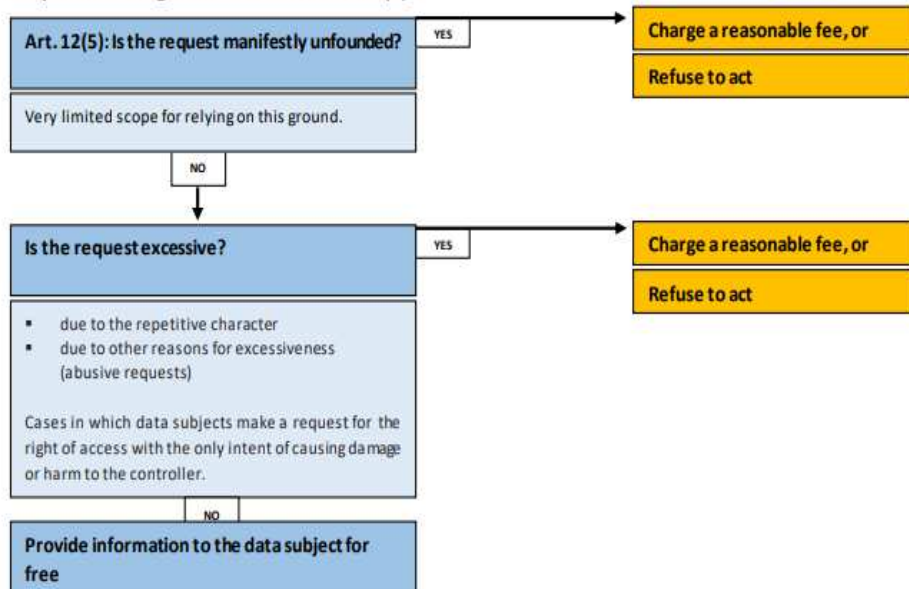 Art. 12(5): Is the request manifestly unfounded?
YES
Charge a reasonable fee, or
Refuse to act
Very limited scope for relying on this ground.
NO
Is the request excessive?
YES
Charge a reasonable fee, or
Refuse to act
▪ due to the repetitive character
▪ due to other reasons for excessiveness
(abusive requests)
Cases in which data subjects make a request for the
right of access with the only intent of causing damage
or harm to the controller.
NO
Provide information to the data subject for
free